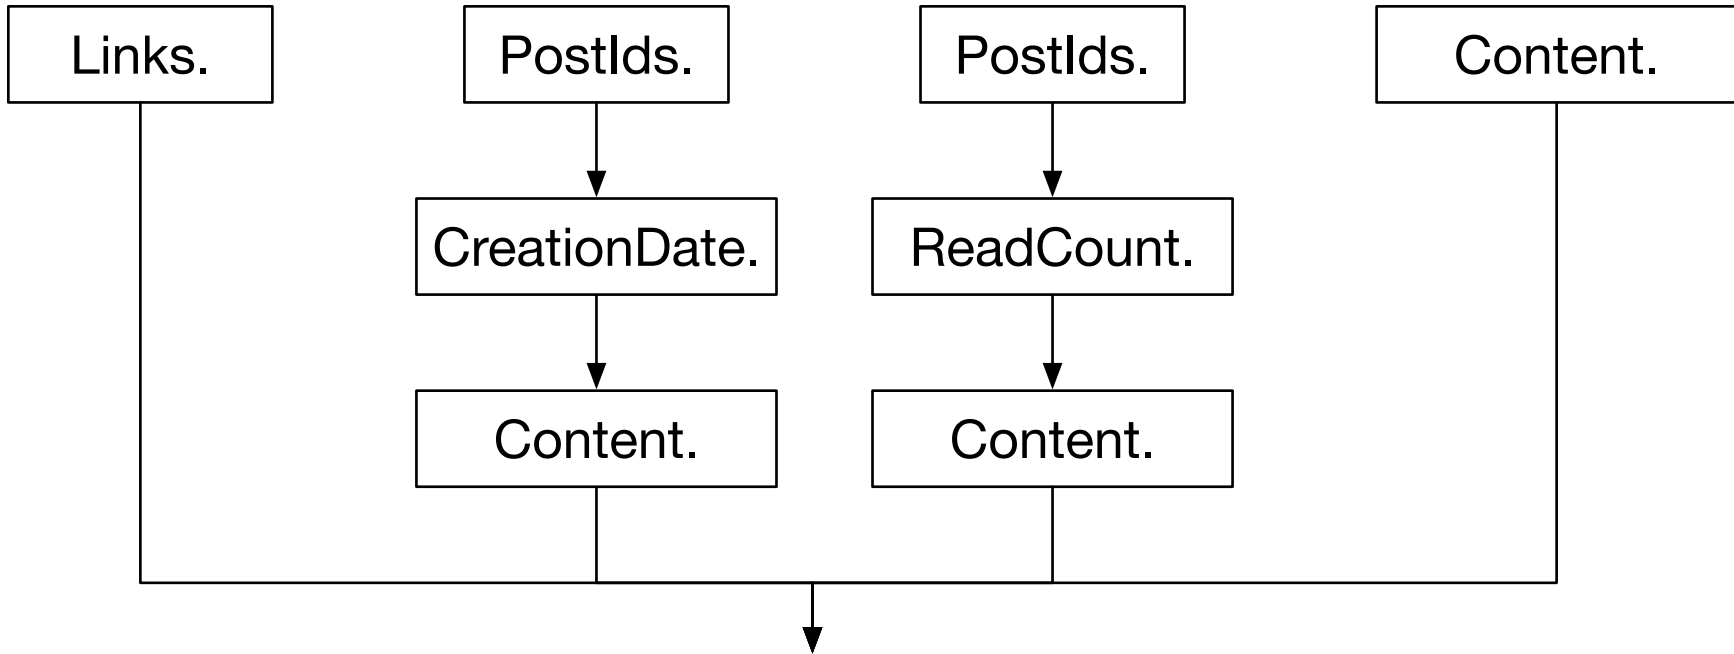 Links.
PostIds.
PostIds.
Content.
CreationDate.
ReadCount.
Content.
Content.